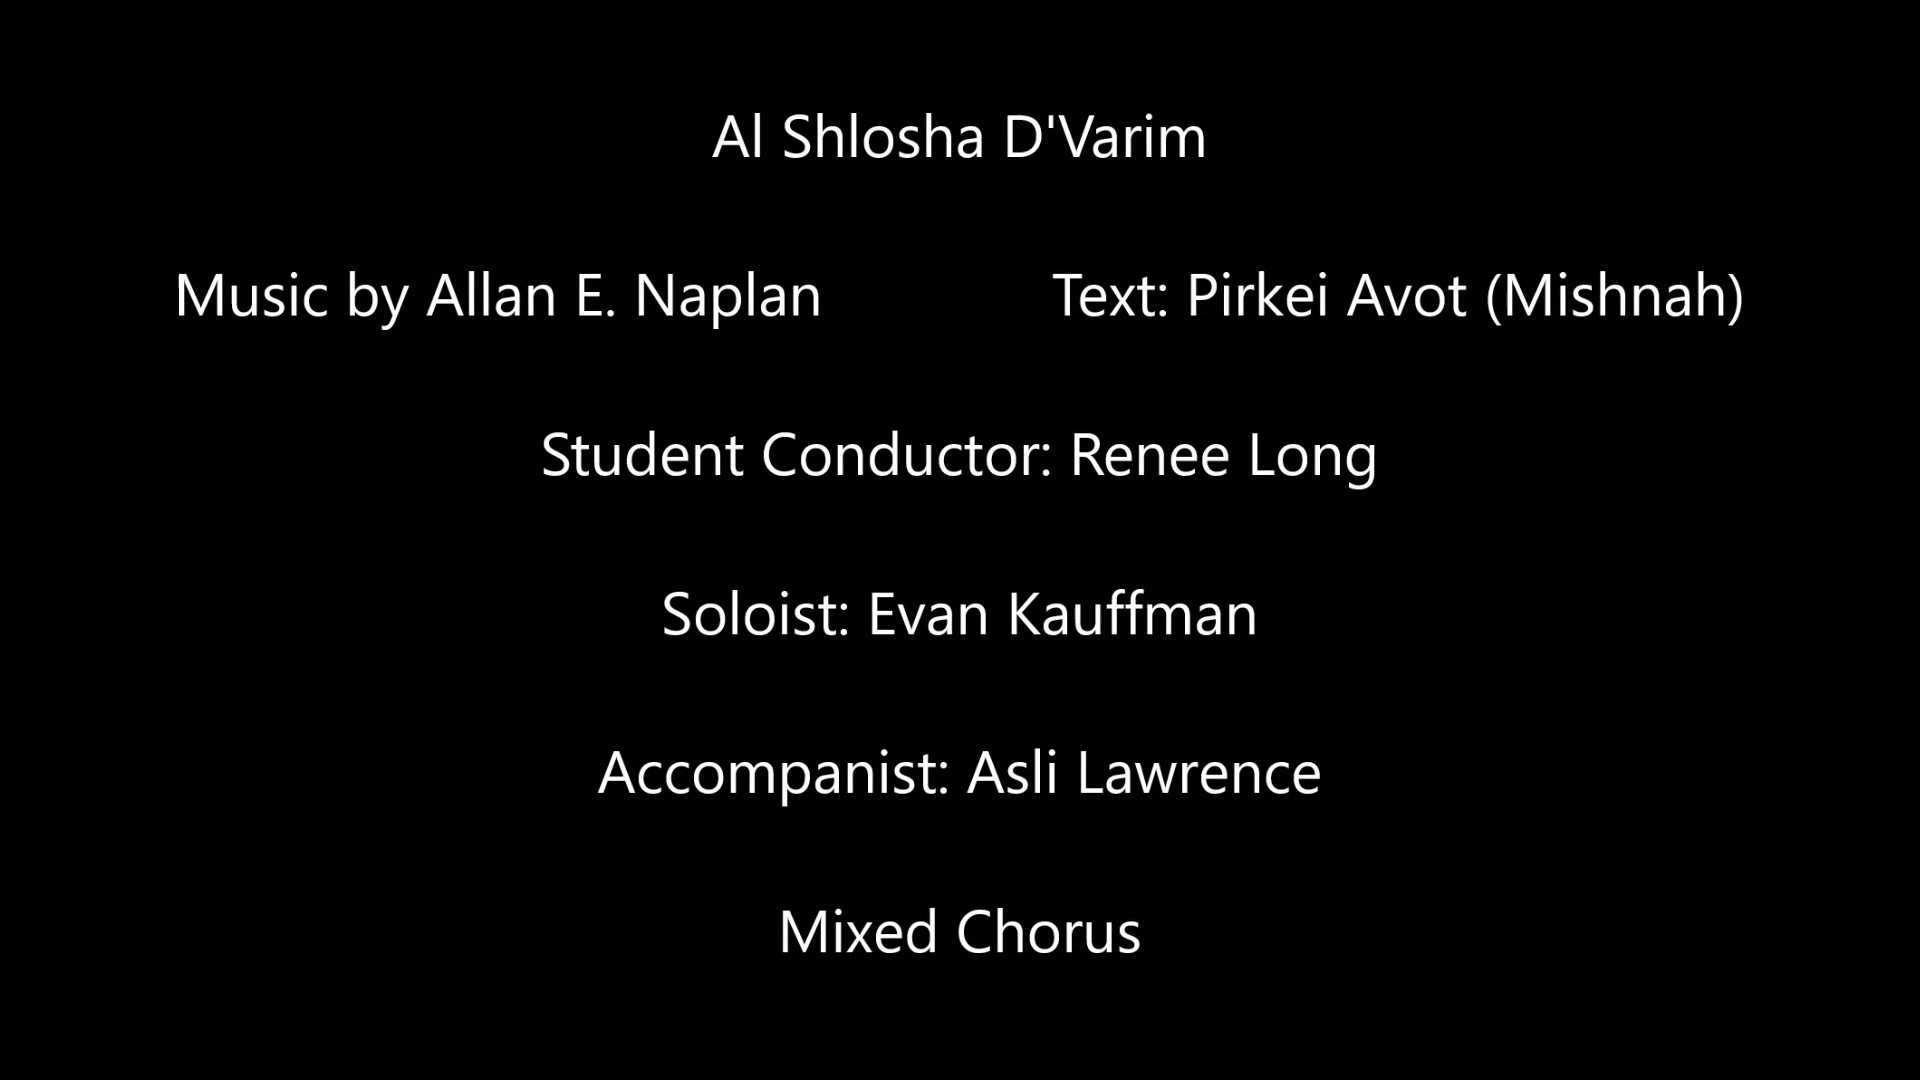 Al Shlosha D'Varim
Music by Allan E. Naplan Text: Pirkei Avot (Mishnah)
Student Conductor: Renee Long
Soloist: Evan Kauffman
Accompanist: Asli Lawrence
Mixed Chorus